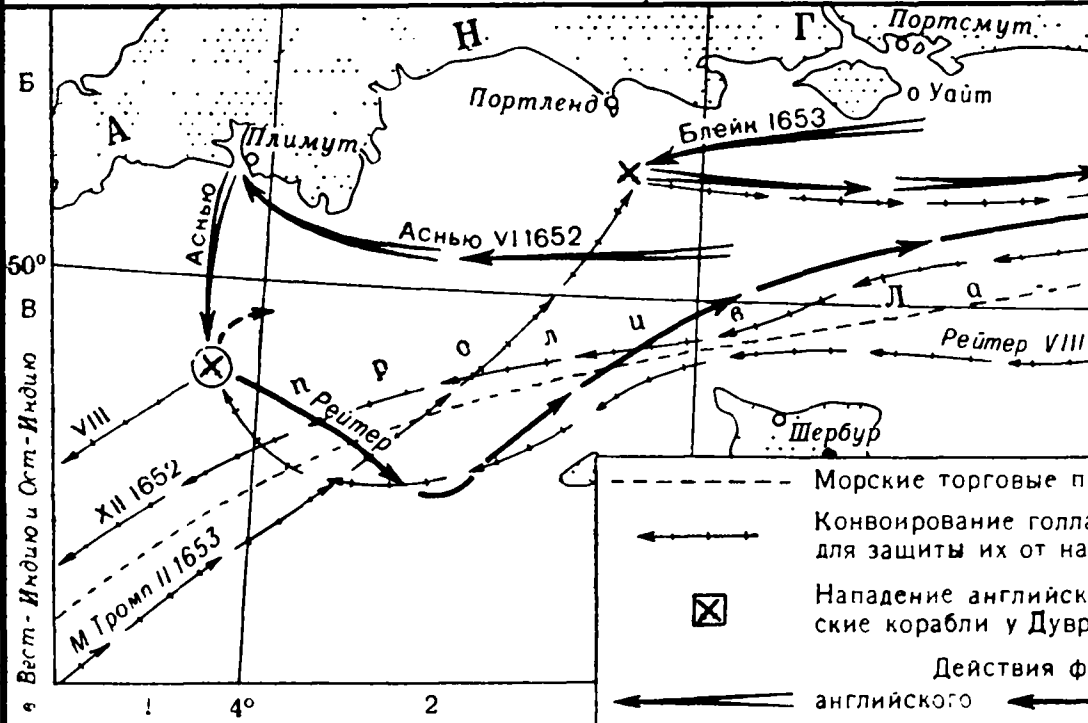 Портсмут
Н
Г
Б
Портленд
о Уайт
А
Плимут
Блейк 1653
Аснью
Аснью VI 1652
50°
В
п р о л и в
Л а
Рейтер VIII
Рейтер
VIII
Шербур
XII 1652
М Тромп II 1653
Вест-Индию и Ост-Индию
Морские торговые п
Конвоирование голла
для защиты их от на
Нападение английск
ские корабли у Дувр
Действия ф
английского
4°
2